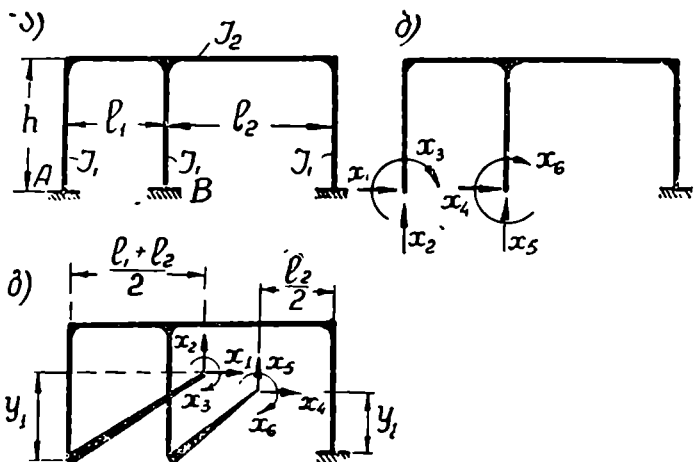 а)
J₂
h
l₁
l₂
J₁
J₁
J₁
A
B
б)
x₁
x₂
x₃
x₄
x₅
x₆
в)
l₁ + l₂
2
l₂
2
x₂
x₁
x₃
x₅
x₄
x₆
y₁
y₁